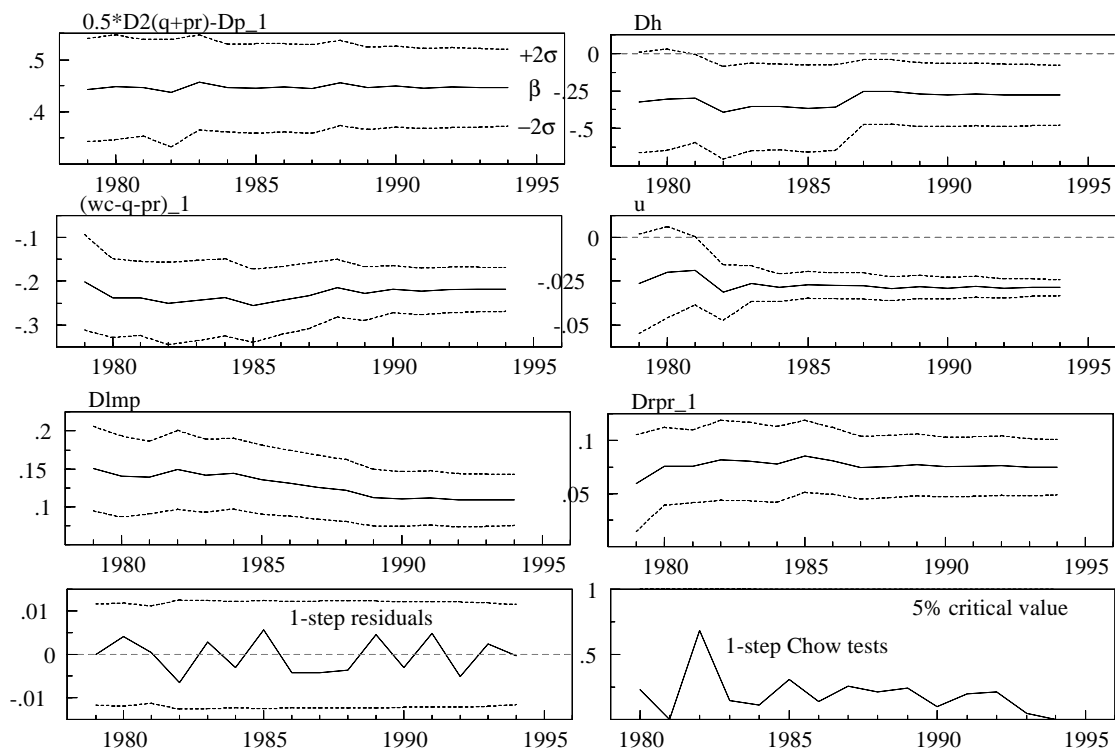 0.5*D2(q+pr)-Dp_1
.5
.4
+2σ
β
−2σ
1980 1985 1990 1995
Dh
0
-.25
-.5
1980 1985 1990 1995
(wc-q-pr)_1
-.1
-.2
-.3
1980 1985 1990 1995
u
0
-.025
-.05
1980 1985 1990 1995
Dlmp
.2
.15
.1
1980 1985 1990 1995
Drpr_1
.1
.05
1980 1985 1990 1995
.01
0
-.01
1-step residuals
1980 1985 1990 1995
1
.5
5% critical value
1-step Chow tests
1980 1985 1990 1995